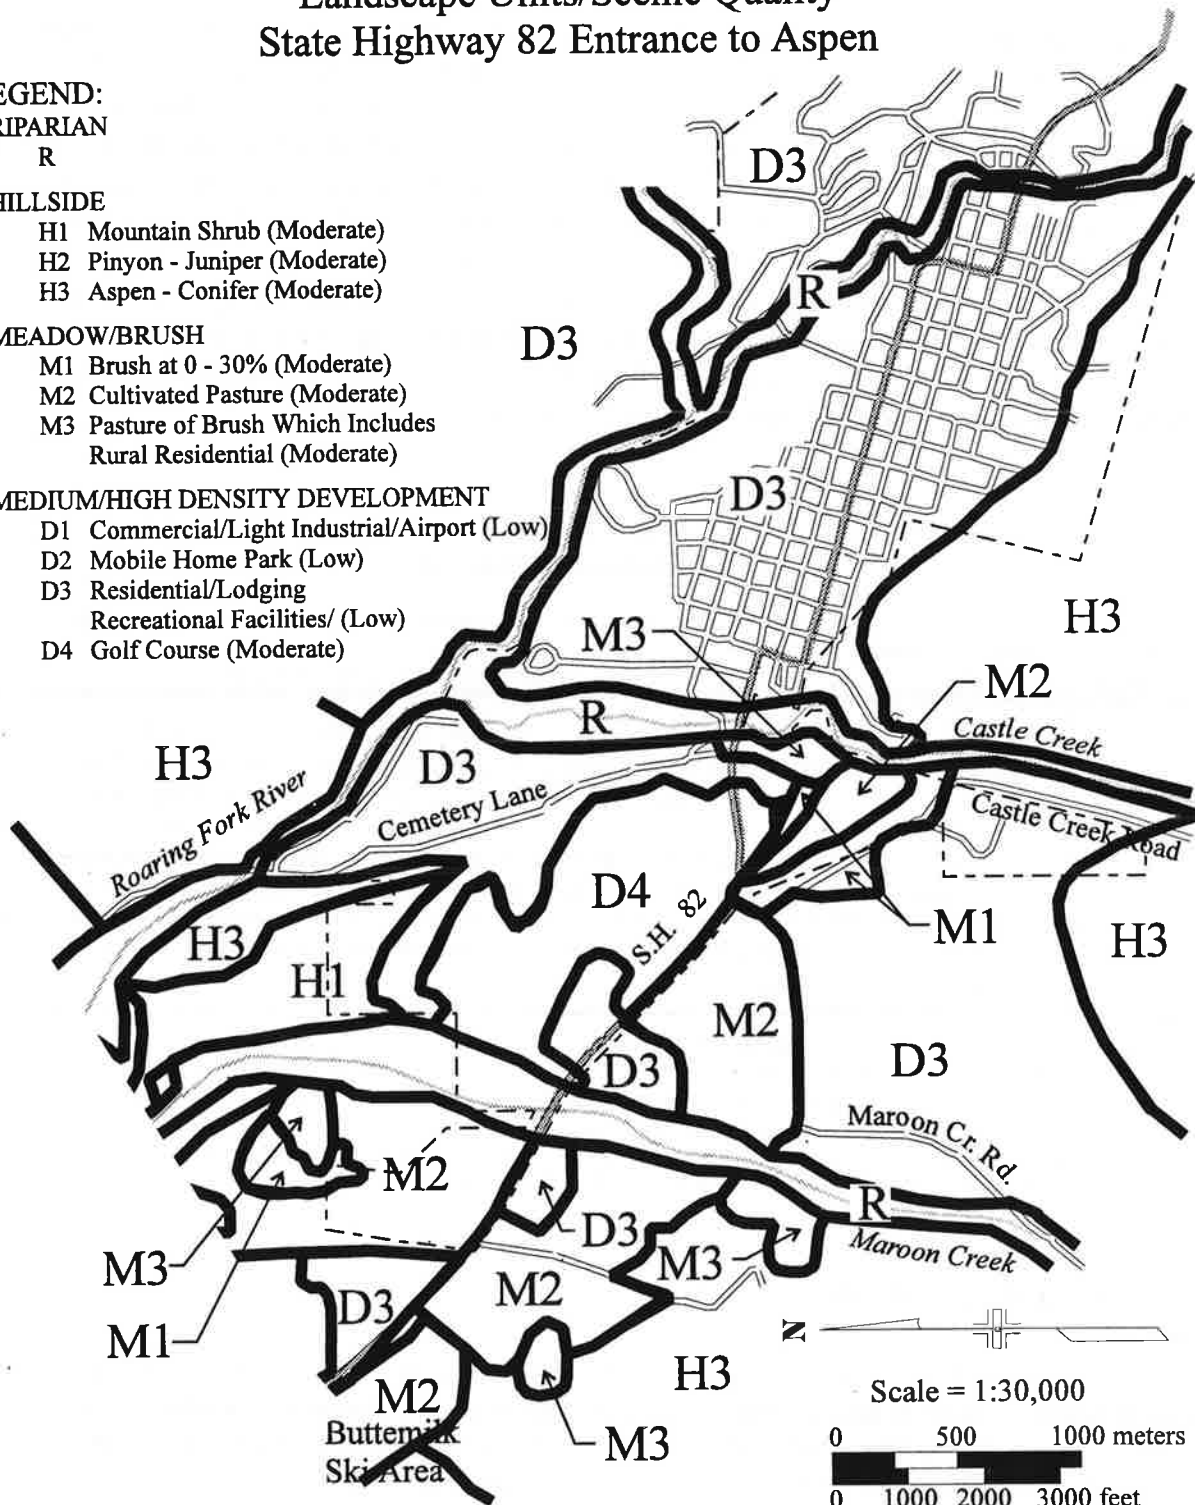 Landscape Units/Scenic Quality
State Highway 82 Entrance to Aspen
EGEND:
RIPARIAN
R
HILLSIDE
H1 Mountain Shrub (Moderate)
H2 Pinyon - Juniper (Moderate)
H3 Aspen - Conifer (Moderate)
MEADOW/BRUSH
M1 Brush at 0 - 30% (Moderate)
M2 Cultivated Pasture (Moderate)
M3 Pasture of Brush Which Includes
Rural Residential (Moderate)
MEDIUM/HIGH DENSITY DEVELOPMENT
D1 Commercial/Light Industrial/Airport (Low)
D2 Mobile Home Park (Low)
D3 Residential/Lodging
Recreational Facilities/ (Low)
D4 Golf Course (Moderate)
D3
R
D3
D3
H3
M3
M2
R
Castle Creek
H3
D3
Roaring Fork River
Cemetery Lane
Castle Creek Road
D4
S.H. 82
M1
H3
H3
H1
M2
D3
D3
Maroon Cr. Rd.
M2
R
D3
Maroon Creek
M3
M3
M2
D3
M1
N
H3
M2
Scale = 1:30,000
Buttermilk
Ski Area
M3
0 500 1000 meters
0 1000 2000 3000 feet